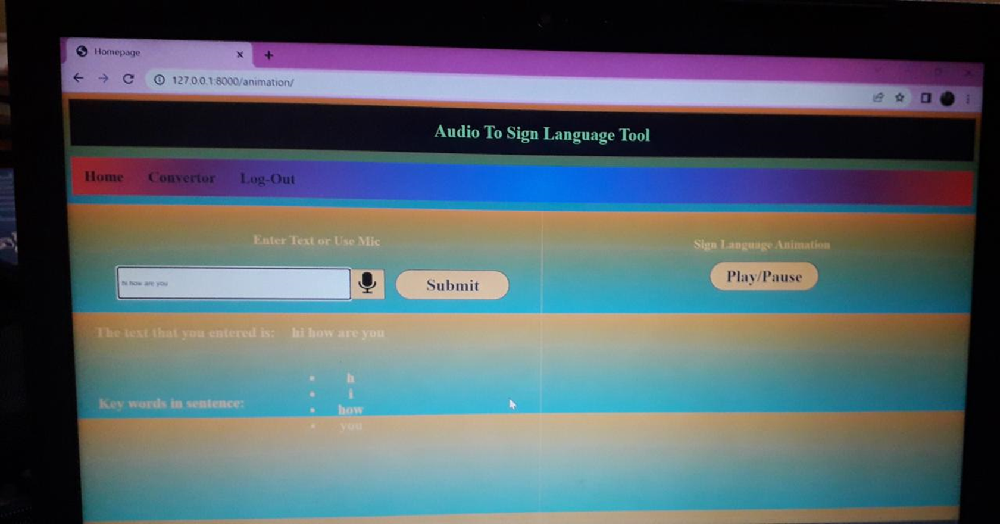 Homepage
127.0.0.1:8000/animation/
Audio To Sign Language Tool
Home Convertor Log-Out
Enter Text or Use Mic
Sign Language Animation
hi how are you
Submit
Play/Pause
The text that you entered is: hi how are you
Key words in sentence:
h
i
how
you